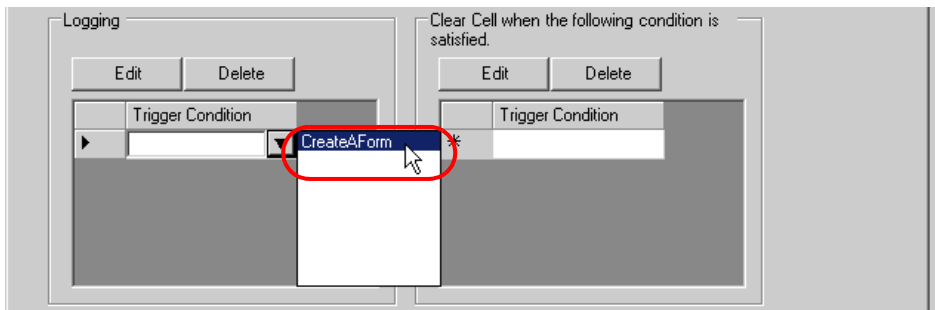 Logging
Edit
Delete
Trigger Condition
CreateAForm
Clear Cell when the following condition is
satisfied.
Edit
Delete
Trigger Condition